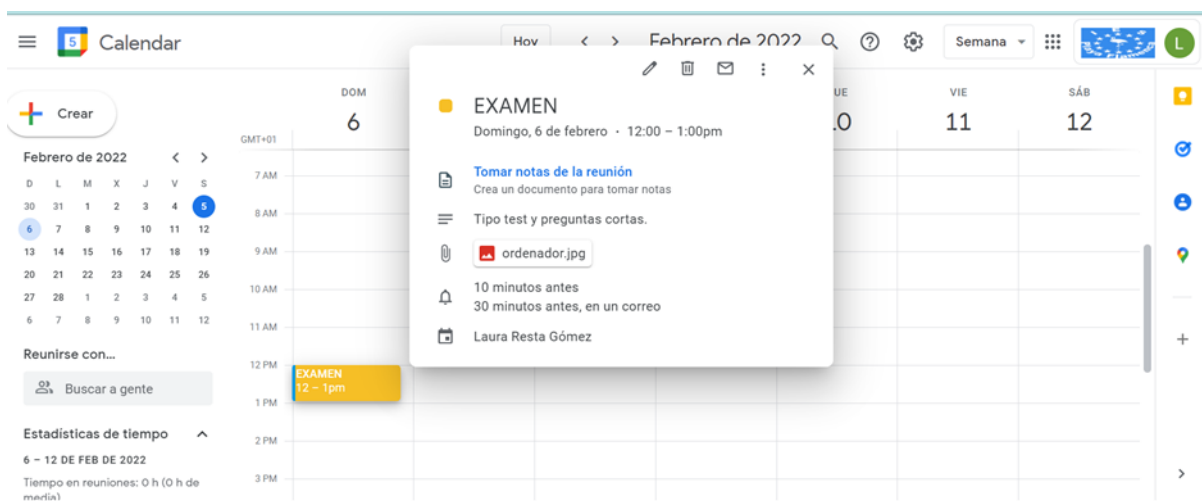 5 Calendar
Hoy
Febrero de 2022
Semana
L
Crear
Febrero de 2022
D L M X J V S
30 31 1 2 3 4 5
6 7 8 9 10 11 12
13 14 15 16 17 18 19
20 21 22 23 24 25 26
27 28 1 2 3 4 5
6 7 8 9 10 11 12
Reunirse con...
Buscar a gente
Estadísticas de tiempo
6 – 12 DE FEB DE 2022
Tiempo en reuniones: 0 h (0 h de
media)
GMT+01
DOM
6
UE
10
VIE
11
SÁB
12
7 AM
8 AM
9 AM
10 AM
11 AM
12 PM
1 PM
2 PM
3 PM
EXAMEN
12 – 1pm
EXAMEN
Domingo, 6 de febrero · 12:00 – 1:00pm
Tomar notas de la reunión
Crea un documento para tomar notas
Tipo test y preguntas cortas.
ordenador.jpg
10 minutos antes
30 minutos antes, en un correo
Laura Resta Gómez